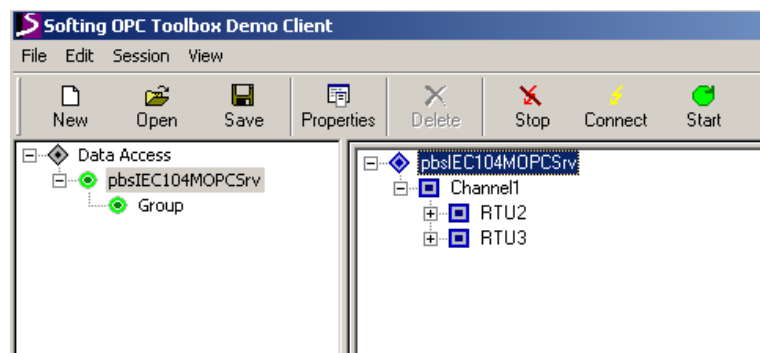 Softing OPC Toolbox Demo Client
File Edit Session View
New Open Save Properties Delete Stop Connect Start
Data Access
pbsIEC104MOPCSrv
Group
pbsIEC104MOPCSrv
Channel1
RTU2
RTU3